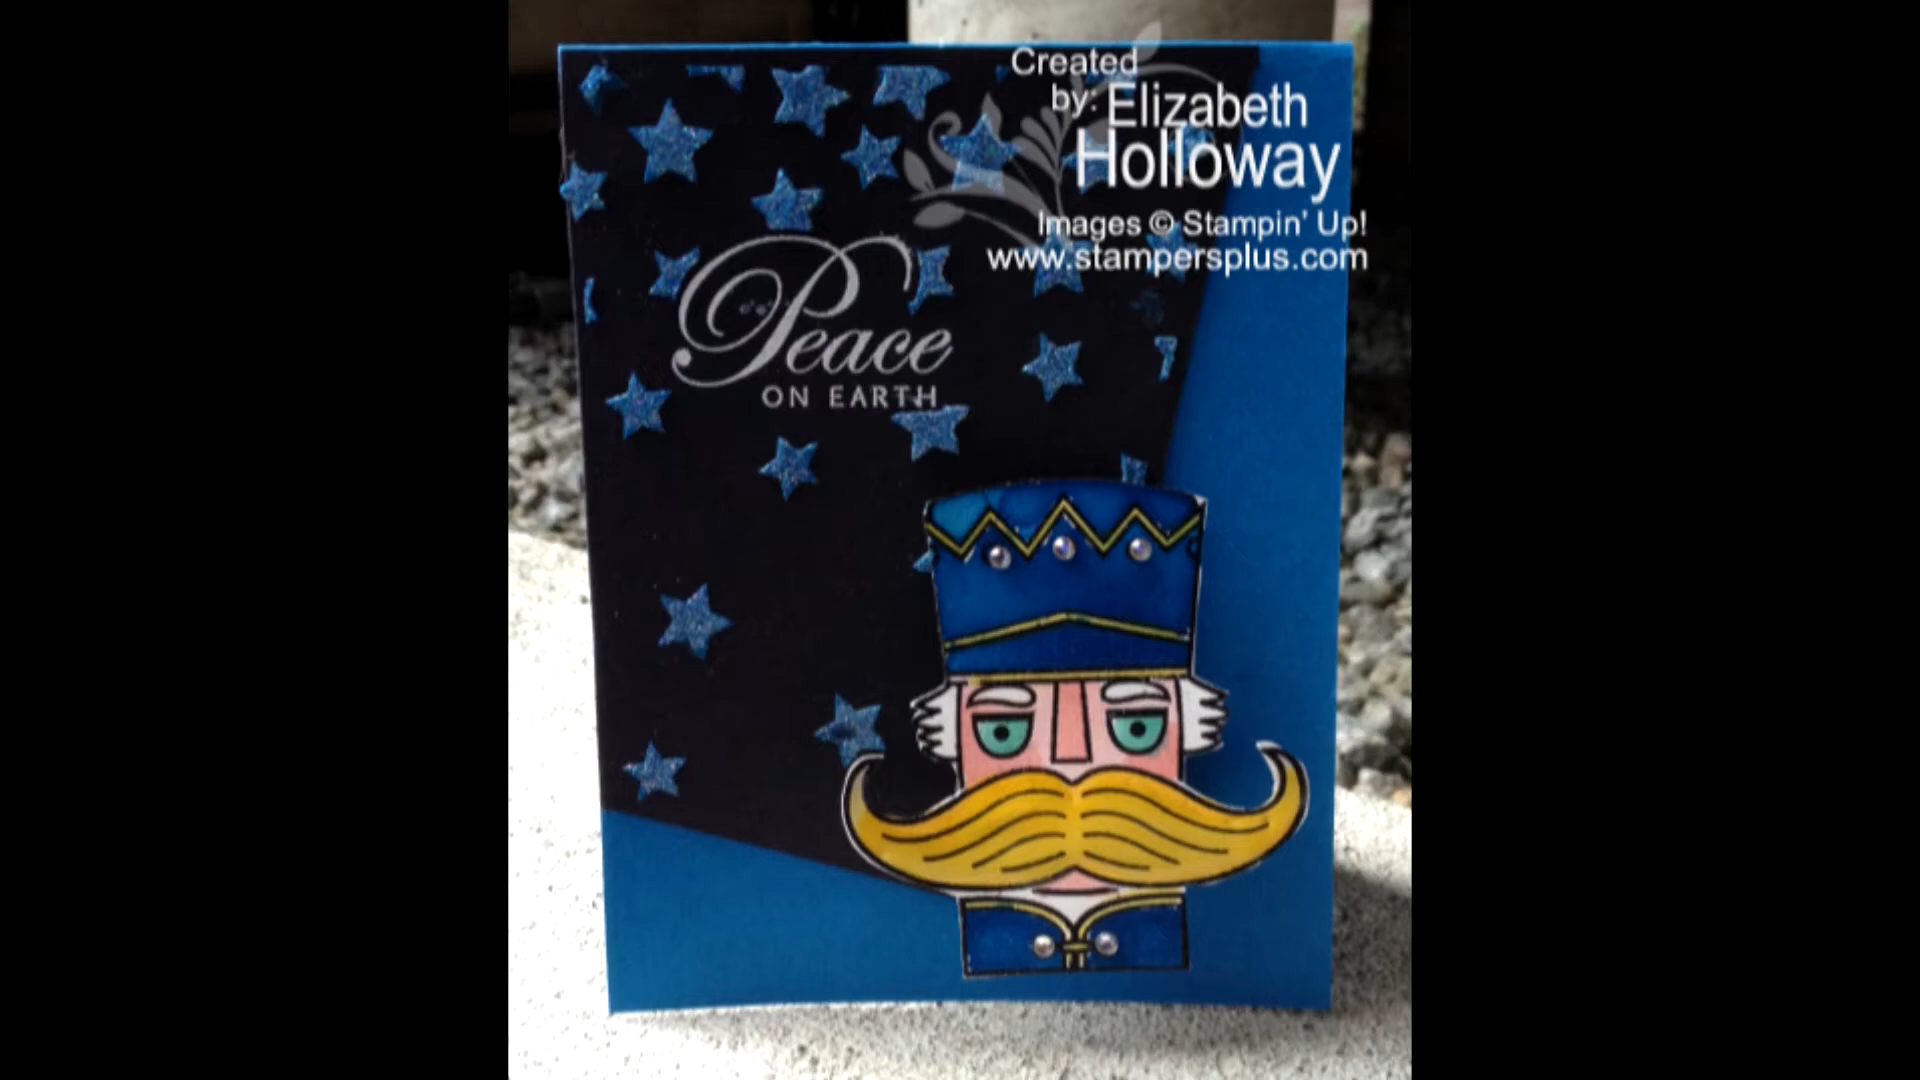 Created
by: Elizabeth
Holloway
Images © Stampin' Up!
www.stampersplus.com
Peace
ON EARTH